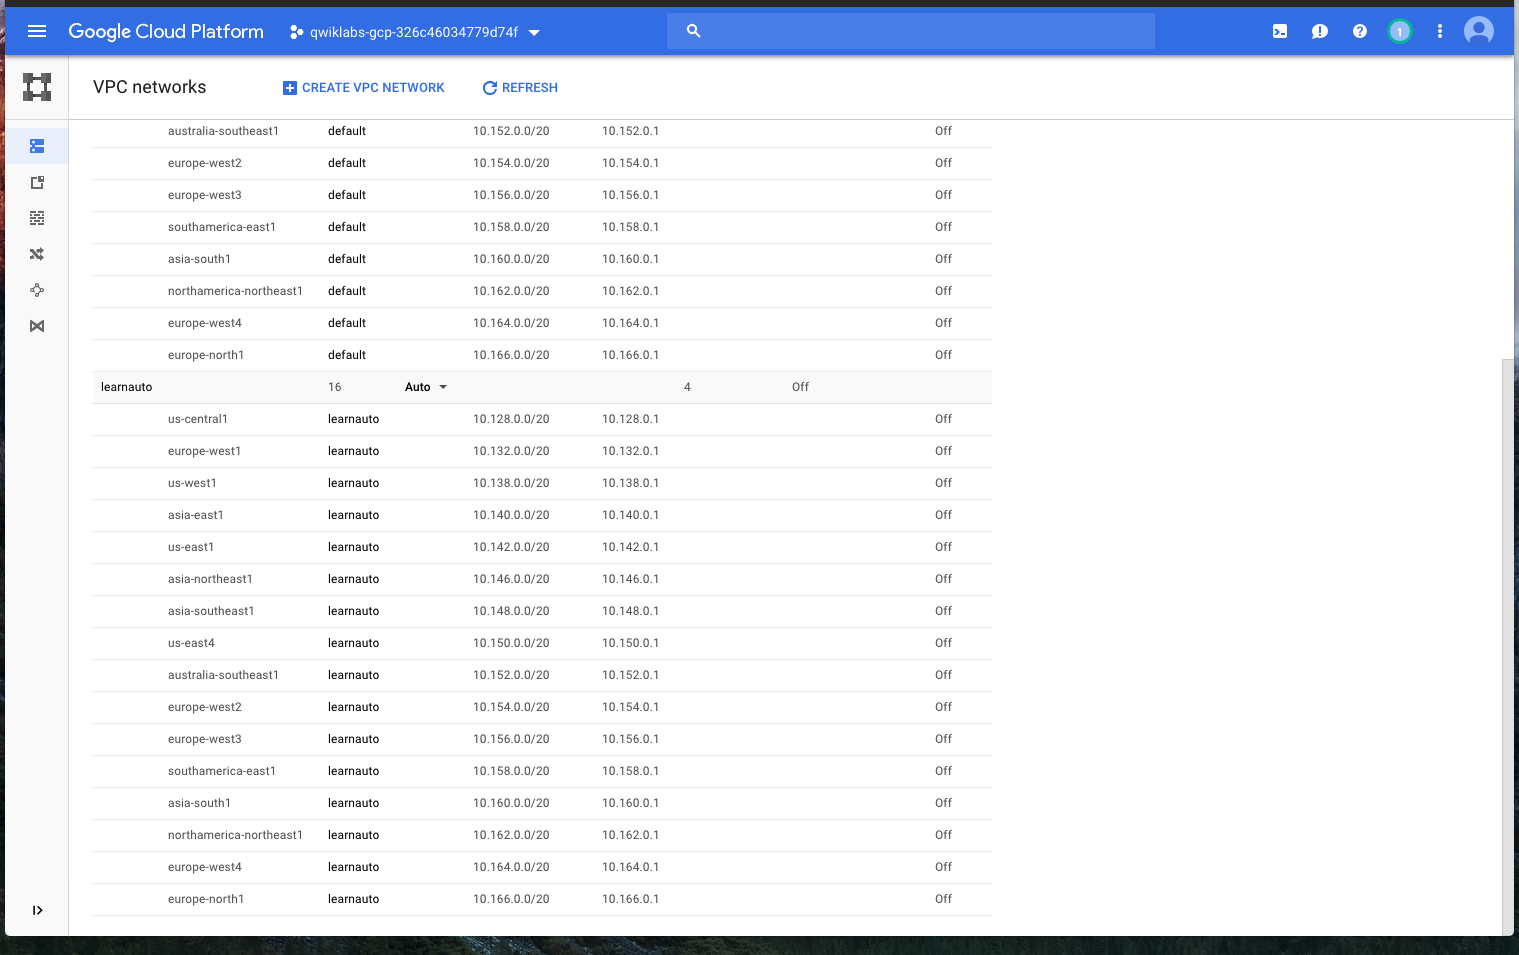 Google Cloud Platform qwiklabs-gcp-326c46034779d74f 1
VPC networks CREATE VPC NETWORK REFRESH
australia-southeast1 default 10.152.0.0/20 10.152.0.1 Off
europe-west2 default 10.154.0.0/20 10.154.0.1 Off
europe-west3 default 10.156.0.0/20 10.156.0.1 Off
southamerica-east1 default 10.158.0.0/20 10.158.0.1 Off
asia-south1 default 10.160.0.0/20 10.160.0.1 Off
northamerica-northeast1 default 10.162.0.0/20 10.162.0.1 Off
europe-west4 default 10.164.0.0/20 10.164.0.1 Off
europe-north1 default 10.166.0.0/20 10.166.0.1 Off
learnauto 16 Auto 4 Off
us-central1 learnauto 10.128.0.0/20 10.128.0.1 Off
europe-west1 learnauto 10.132.0.0/20 10.132.0.1 Off
us-west1 learnauto 10.138.0.0/20 10.138.0.1 Off
asia-east1 learnauto 10.140.0.0/20 10.140.0.1 Off
us-east1 learnauto 10.142.0.0/20 10.142.0.1 Off
asia-northeast1 learnauto 10.146.0.0/20 10.146.0.1 Off
asia-southeast1 learnauto 10.148.0.0/20 10.148.0.1 Off
us-east4 learnauto 10.150.0.0/20 10.150.0.1 Off
australia-southeast1 learnauto 10.152.0.0/20 10.152.0.1 Off
europe-west2 learnauto 10.154.0.0/20 10.154.0.1 Off
europe-west3 learnauto 10.156.0.0/20 10.156.0.1 Off
southamerica-east1 learnauto 10.158.0.0/20 10.158.0.1 Off
asia-south1 learnauto 10.160.0.0/20 10.160.0.1 Off
northamerica-northeast1 learnauto 10.162.0.0/20 10.162.0.1 Off
europe-west4 learnauto 10.164.0.0/20 10.164.0.1 Off
europe-north1 learnauto 10.166.0.0/20 10.166.0.1 Off